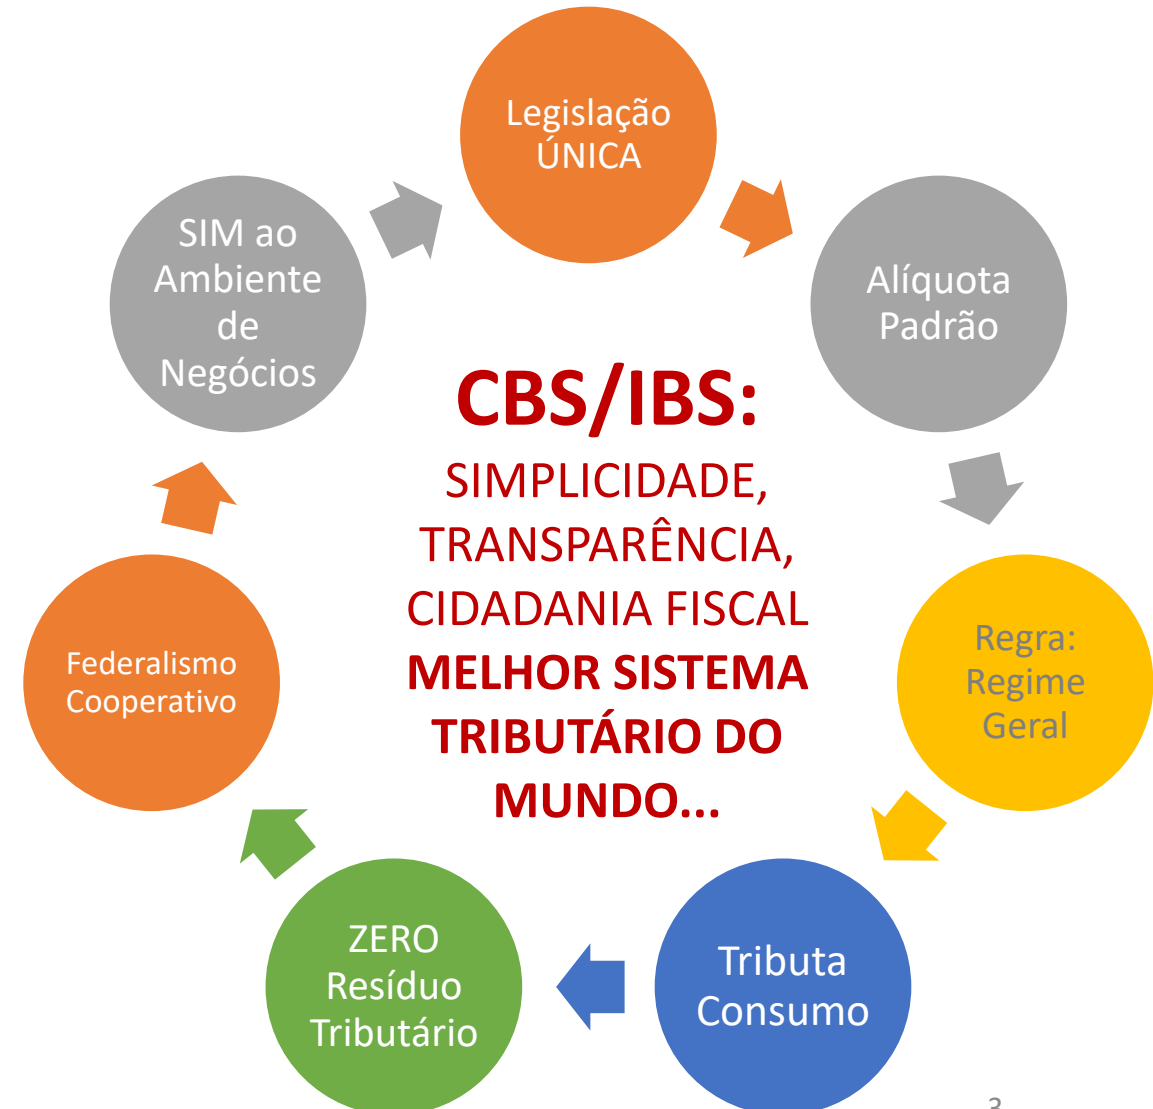 Legislação
ÚNICA
Alíquota
Padrão
Regra:
Regime
Geral
Tributa
Consumo
ZERO
Resíduo
Tributário
Federalismo
Cooperativo
SIM ao
Ambiente
de
Negócios
CBS/IBS:
SIMPLICIDADE,
TRANSPARÊNCIA,
CIDADANIA FISCAL
MELHOR SISTEMA
TRIBUTÁRIO DO
MUNDO...
3